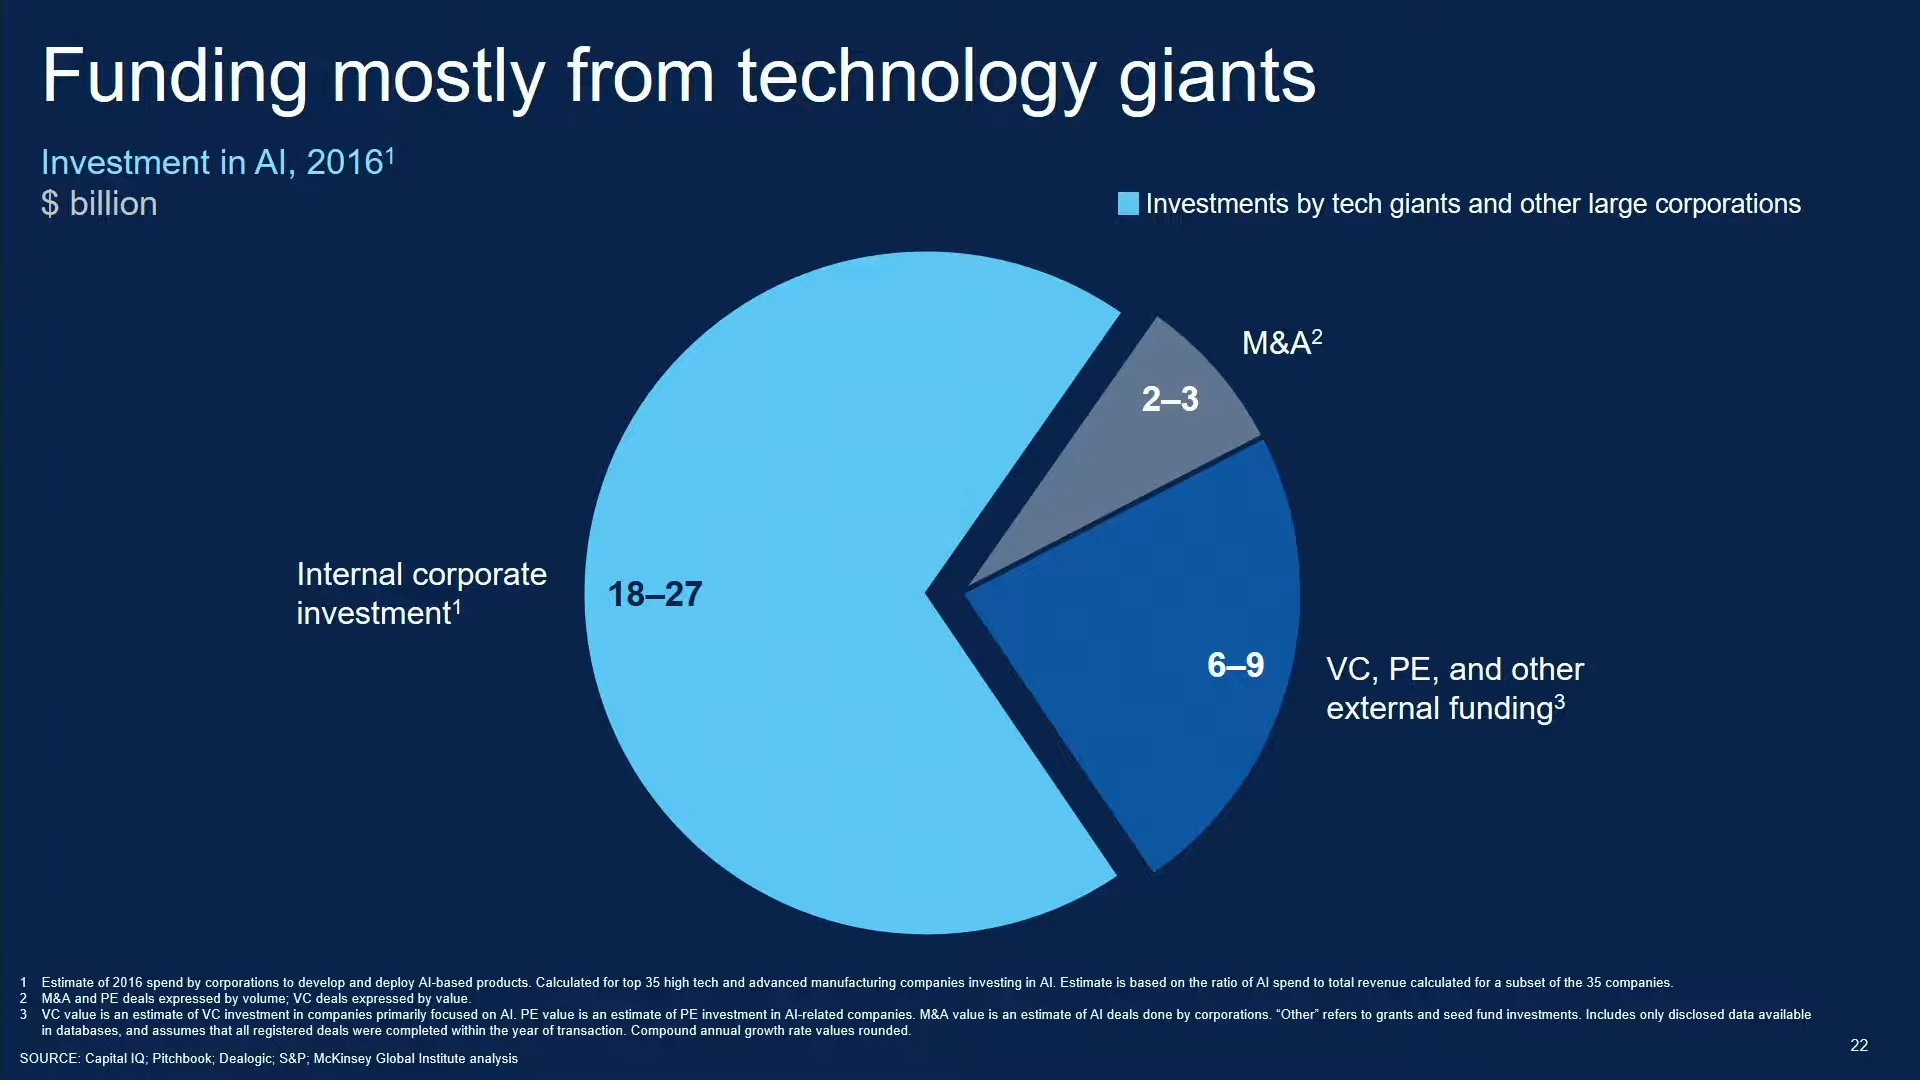 Funding mostly from technology giants
Investment in AI, 2016¹
$ billion
Investments by tech giants and other large corporations
M&A²
2–3
Internal corporate
investment¹
18–27
6–9
VC, PE, and other
external funding³
1 Estimate of 2016 spend by corporations to develop and deploy AI-based products. Calculated for top 35 high tech and advanced manufacturing companies investing in AI. Estimate is based on the ratio of AI spend to total revenue calculated for a subset of the 35 companies.
2 M&A and PE deals expressed by volume; VC deals expressed by value.
3 VC value is an estimate of VC investment in companies primarily focused on AI. PE value is an estimate of PE investment in AI-related companies. M&A value is an estimate of AI deals done by corporations. “Other” refers to grants and seed fund investments. Includes only disclosed data available
in databases, and assumes that all registered deals were completed within the year of transaction. Compound annual growth rate values rounded.
22
SOURCE: Capital IQ; Pitchbook; Dealogic; S&P; McKinsey Global Institute analysis